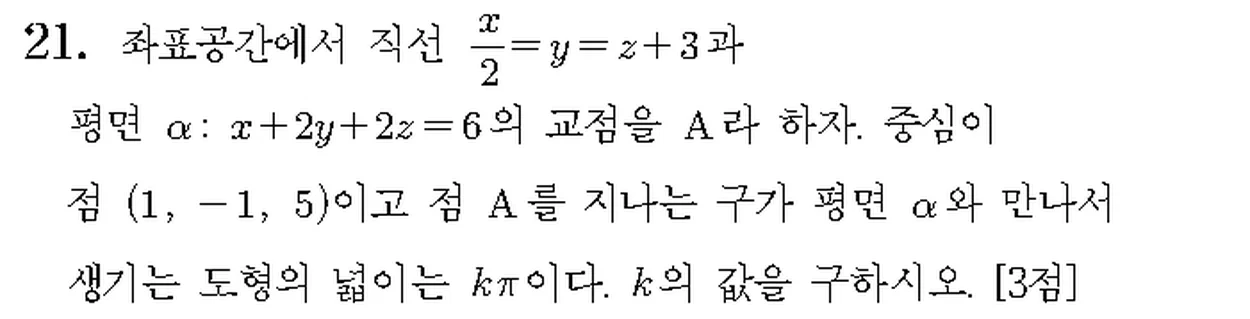 21. 좌표공간에서 직선 x/2=y=z+3과
평면 α: x+2y+2z=6의 교점을 A라 하자. 중심이
점 (1, -1, 5)이고 점 A를 지나는 구가 평면 α와 만나서
생기는 도형의 넓이는 kπ이다. k의 값을 구하시오. [3점]